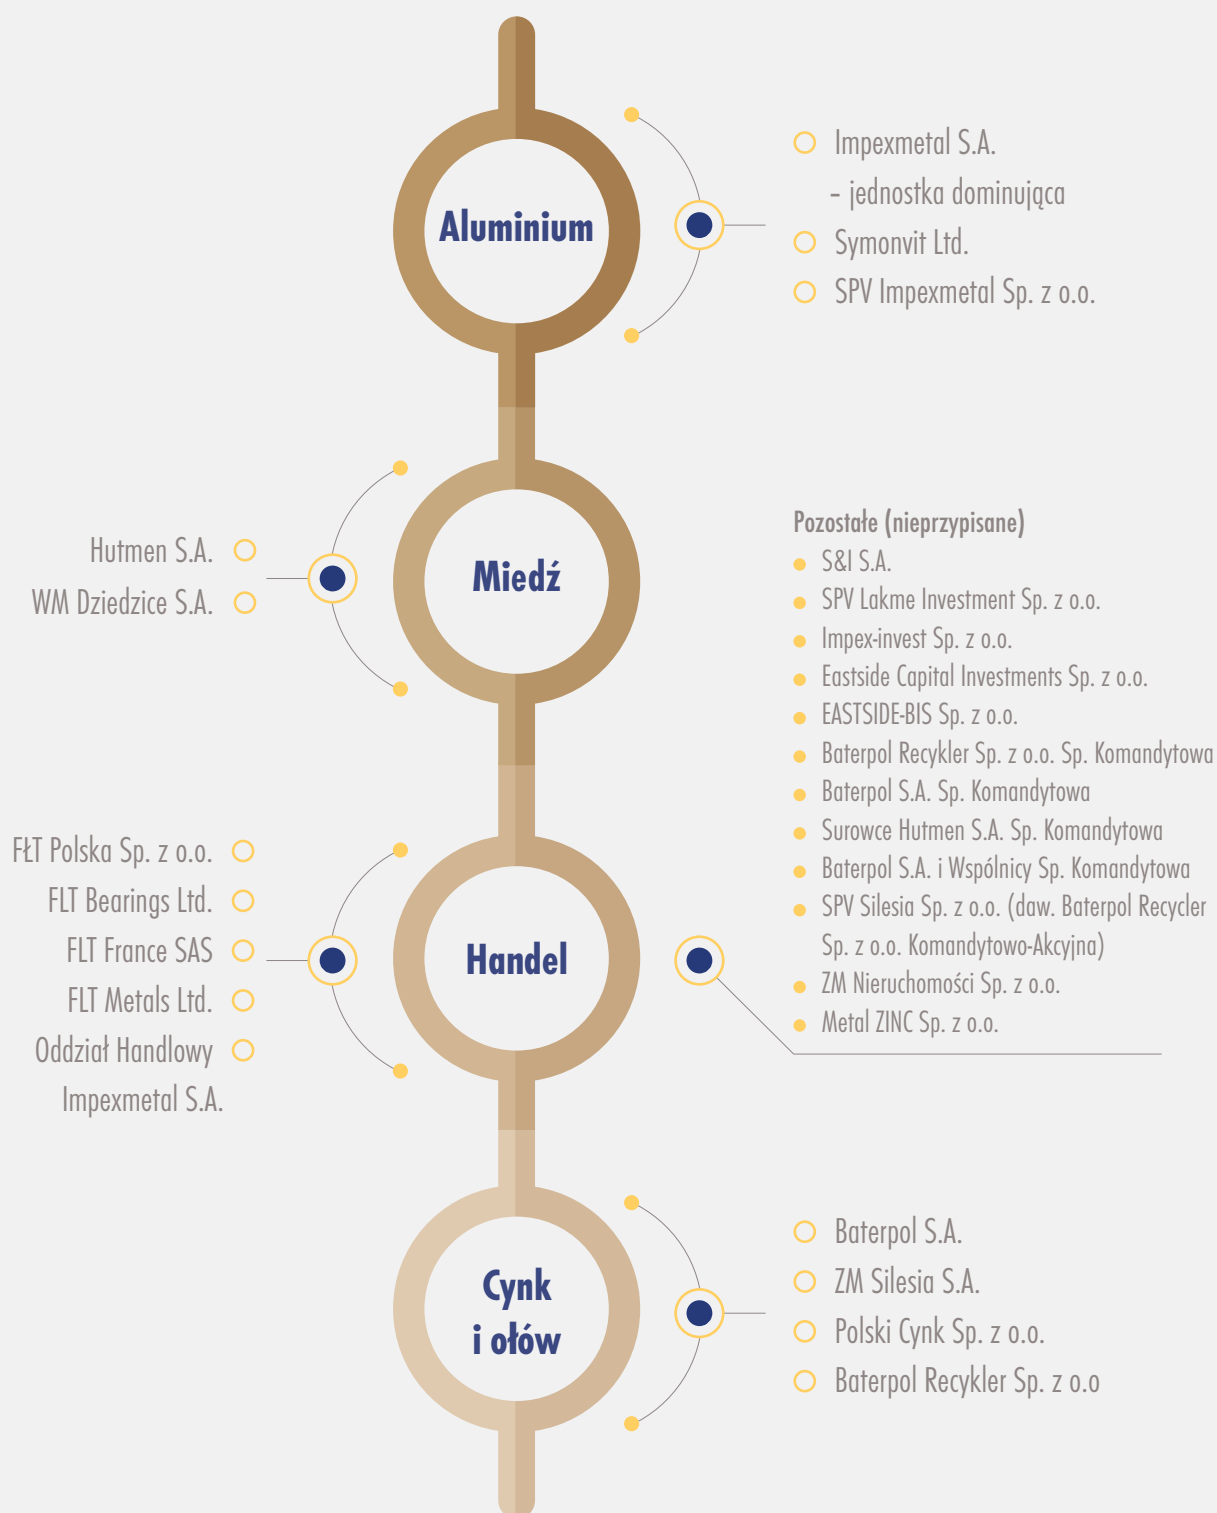 Aluminium
Impexmetal S.A.
– jednostka dominująca
Symonvit Ltd.
SPV Impexmetal Sp. z o.o.
Miedź
Hutmen S.A.
WM Dziedzice S.A.
Pozostałe (nieprzypisane)
S&I S.A.
SPV Lakme Investment Sp. z o.o.
Impex-invest Sp. z o.o.
Eastside Capital Investments Sp. z o.o.
EASTSIDE-BIS Sp. z o.o.
Baterpol Recykler Sp. z o.o. Sp. Komandytowa
Baterpol S.A. Sp. Komandytowa
Surowce Hutmen S.A. Sp. Komandytowa
Baterpol S.A. i Wspólnicy Sp. Komandytowa
SPV Silesia Sp. z o.o. (daw. Baterpol Recycler
Sp. z o.o. Komandytowo-Akcyjna)
ZM Nieruchomości Sp. z o.o.
Metal ZINC Sp. z o.o.
Handel
FŁT Polska Sp. z o.o.
FLT Bearings Ltd.
FLT France SAS
FLT Metals Ltd.
Oddział Handlowy
Impexmetal S.A.
Cynk
i ołów
Baterpol S.A.
ZM Silesia S.A.
Polski Cynk Sp. z o.o.
Baterpol Recykler Sp. z o.o